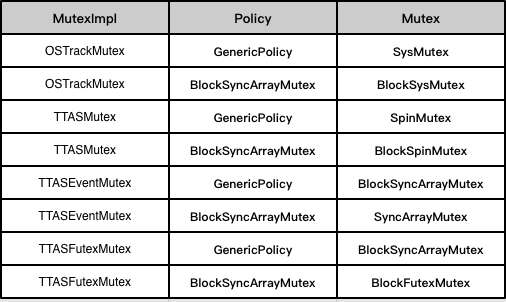 MutexImpl Policy Mutex
OSTrackMutex GenericPolicy SysMutex
OSTrackMutex BlockSyncArrayMutex BlockSysMutex
TTASMutex GenericPolicy SpinMutex
TTASMutex BlockSyncArrayMutex BlockSpinMutex
TTASEventMutex GenericPolicy BlockSyncArrayMutex
TTASEventMutex BlockSyncArrayMutex SyncArrayMutex
TTASFutexMutex GenericPolicy BlockSyncArrayMutex
TTASFutexMutex BlockSyncArrayMutex BlockFutexMutex